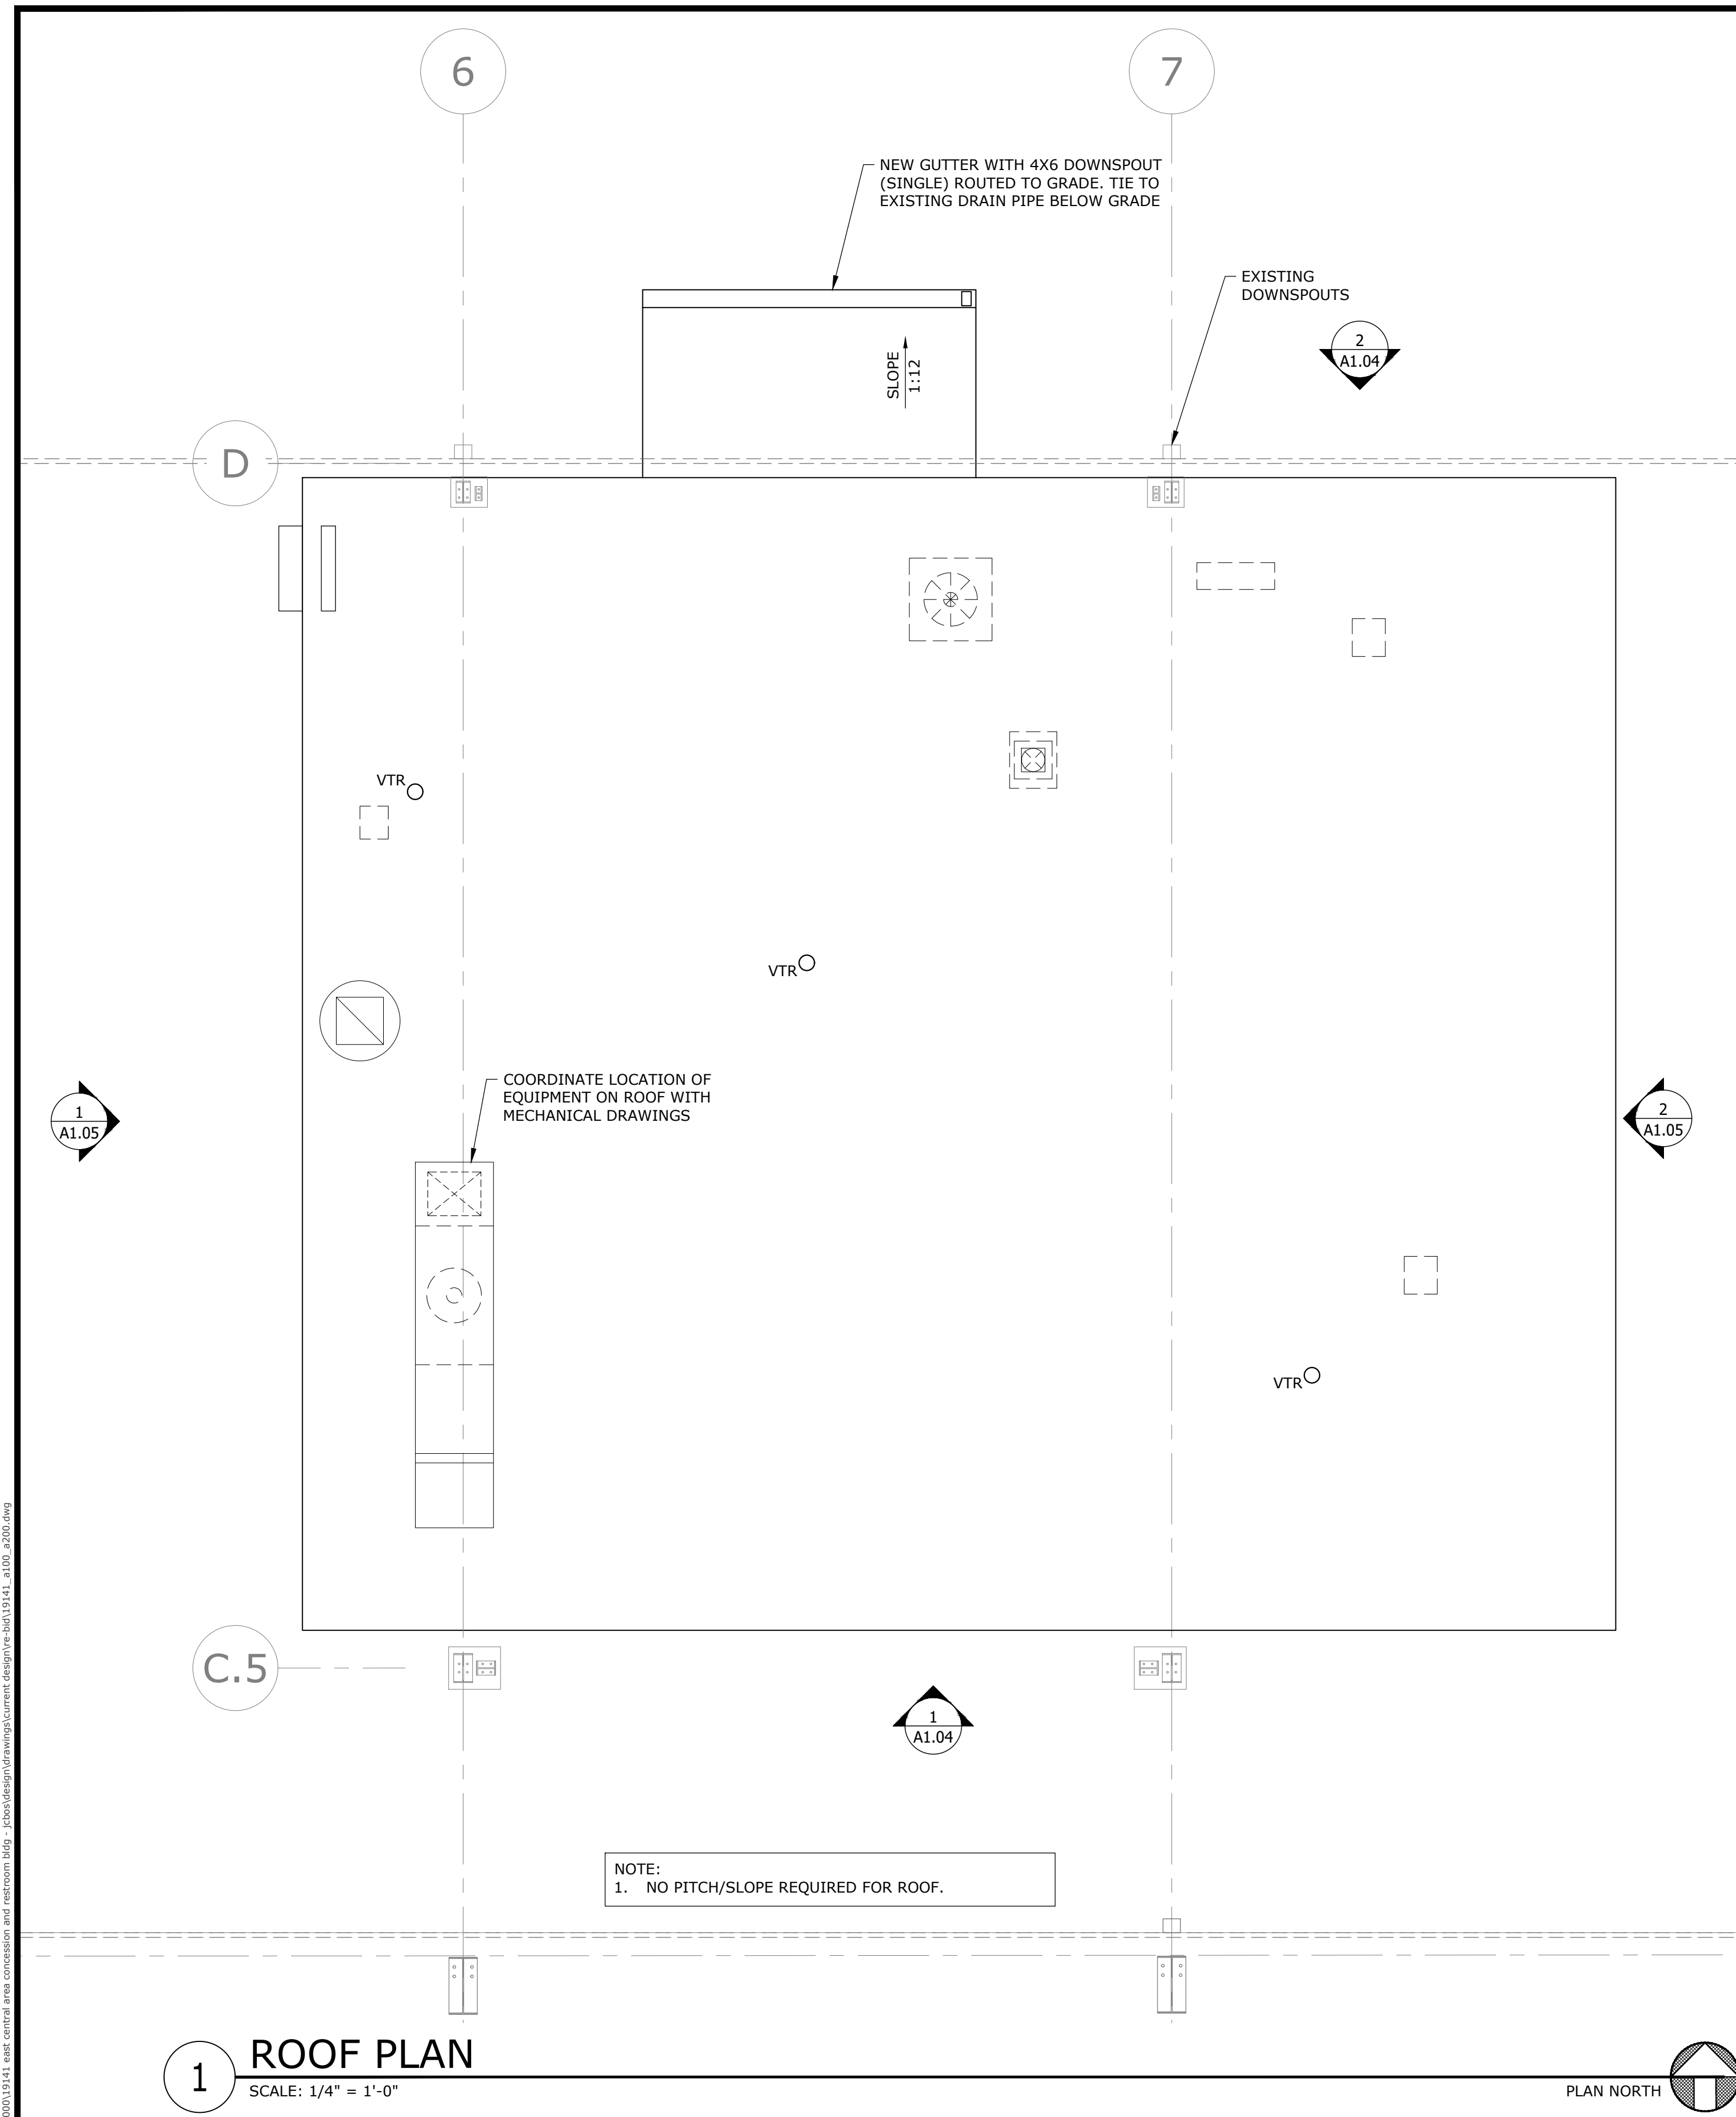 6
7
NEW GUTTER WITH 4X6 DOWNSPOUT
(SINGLE) ROUTED TO GRADE. TIE TO
EXISTING DRAIN PIPE BELOW GRADE
EXISTING
DOWNSPOUTS
2
A1.04
SLOPE
1:12
D
VTR
VTR
COORDINATE LOCATION OF
EQUIPMENT ON ROOF WITH
MECHANICAL DRAWINGS
1
A1.05
2
A1.05
VTR
C.5
1
A1.04
NOTE:
1. NO PITCH/SLOPE REQUIRED FOR ROOF.
1
ROOF PLAN
SCALE: 1/4" = 1'-0"
PLAN NORTH
000\19141 east central area concession and restroom bldg - jcbos\design\drawings\current design\re-bid\19141_a100_a200.dwg